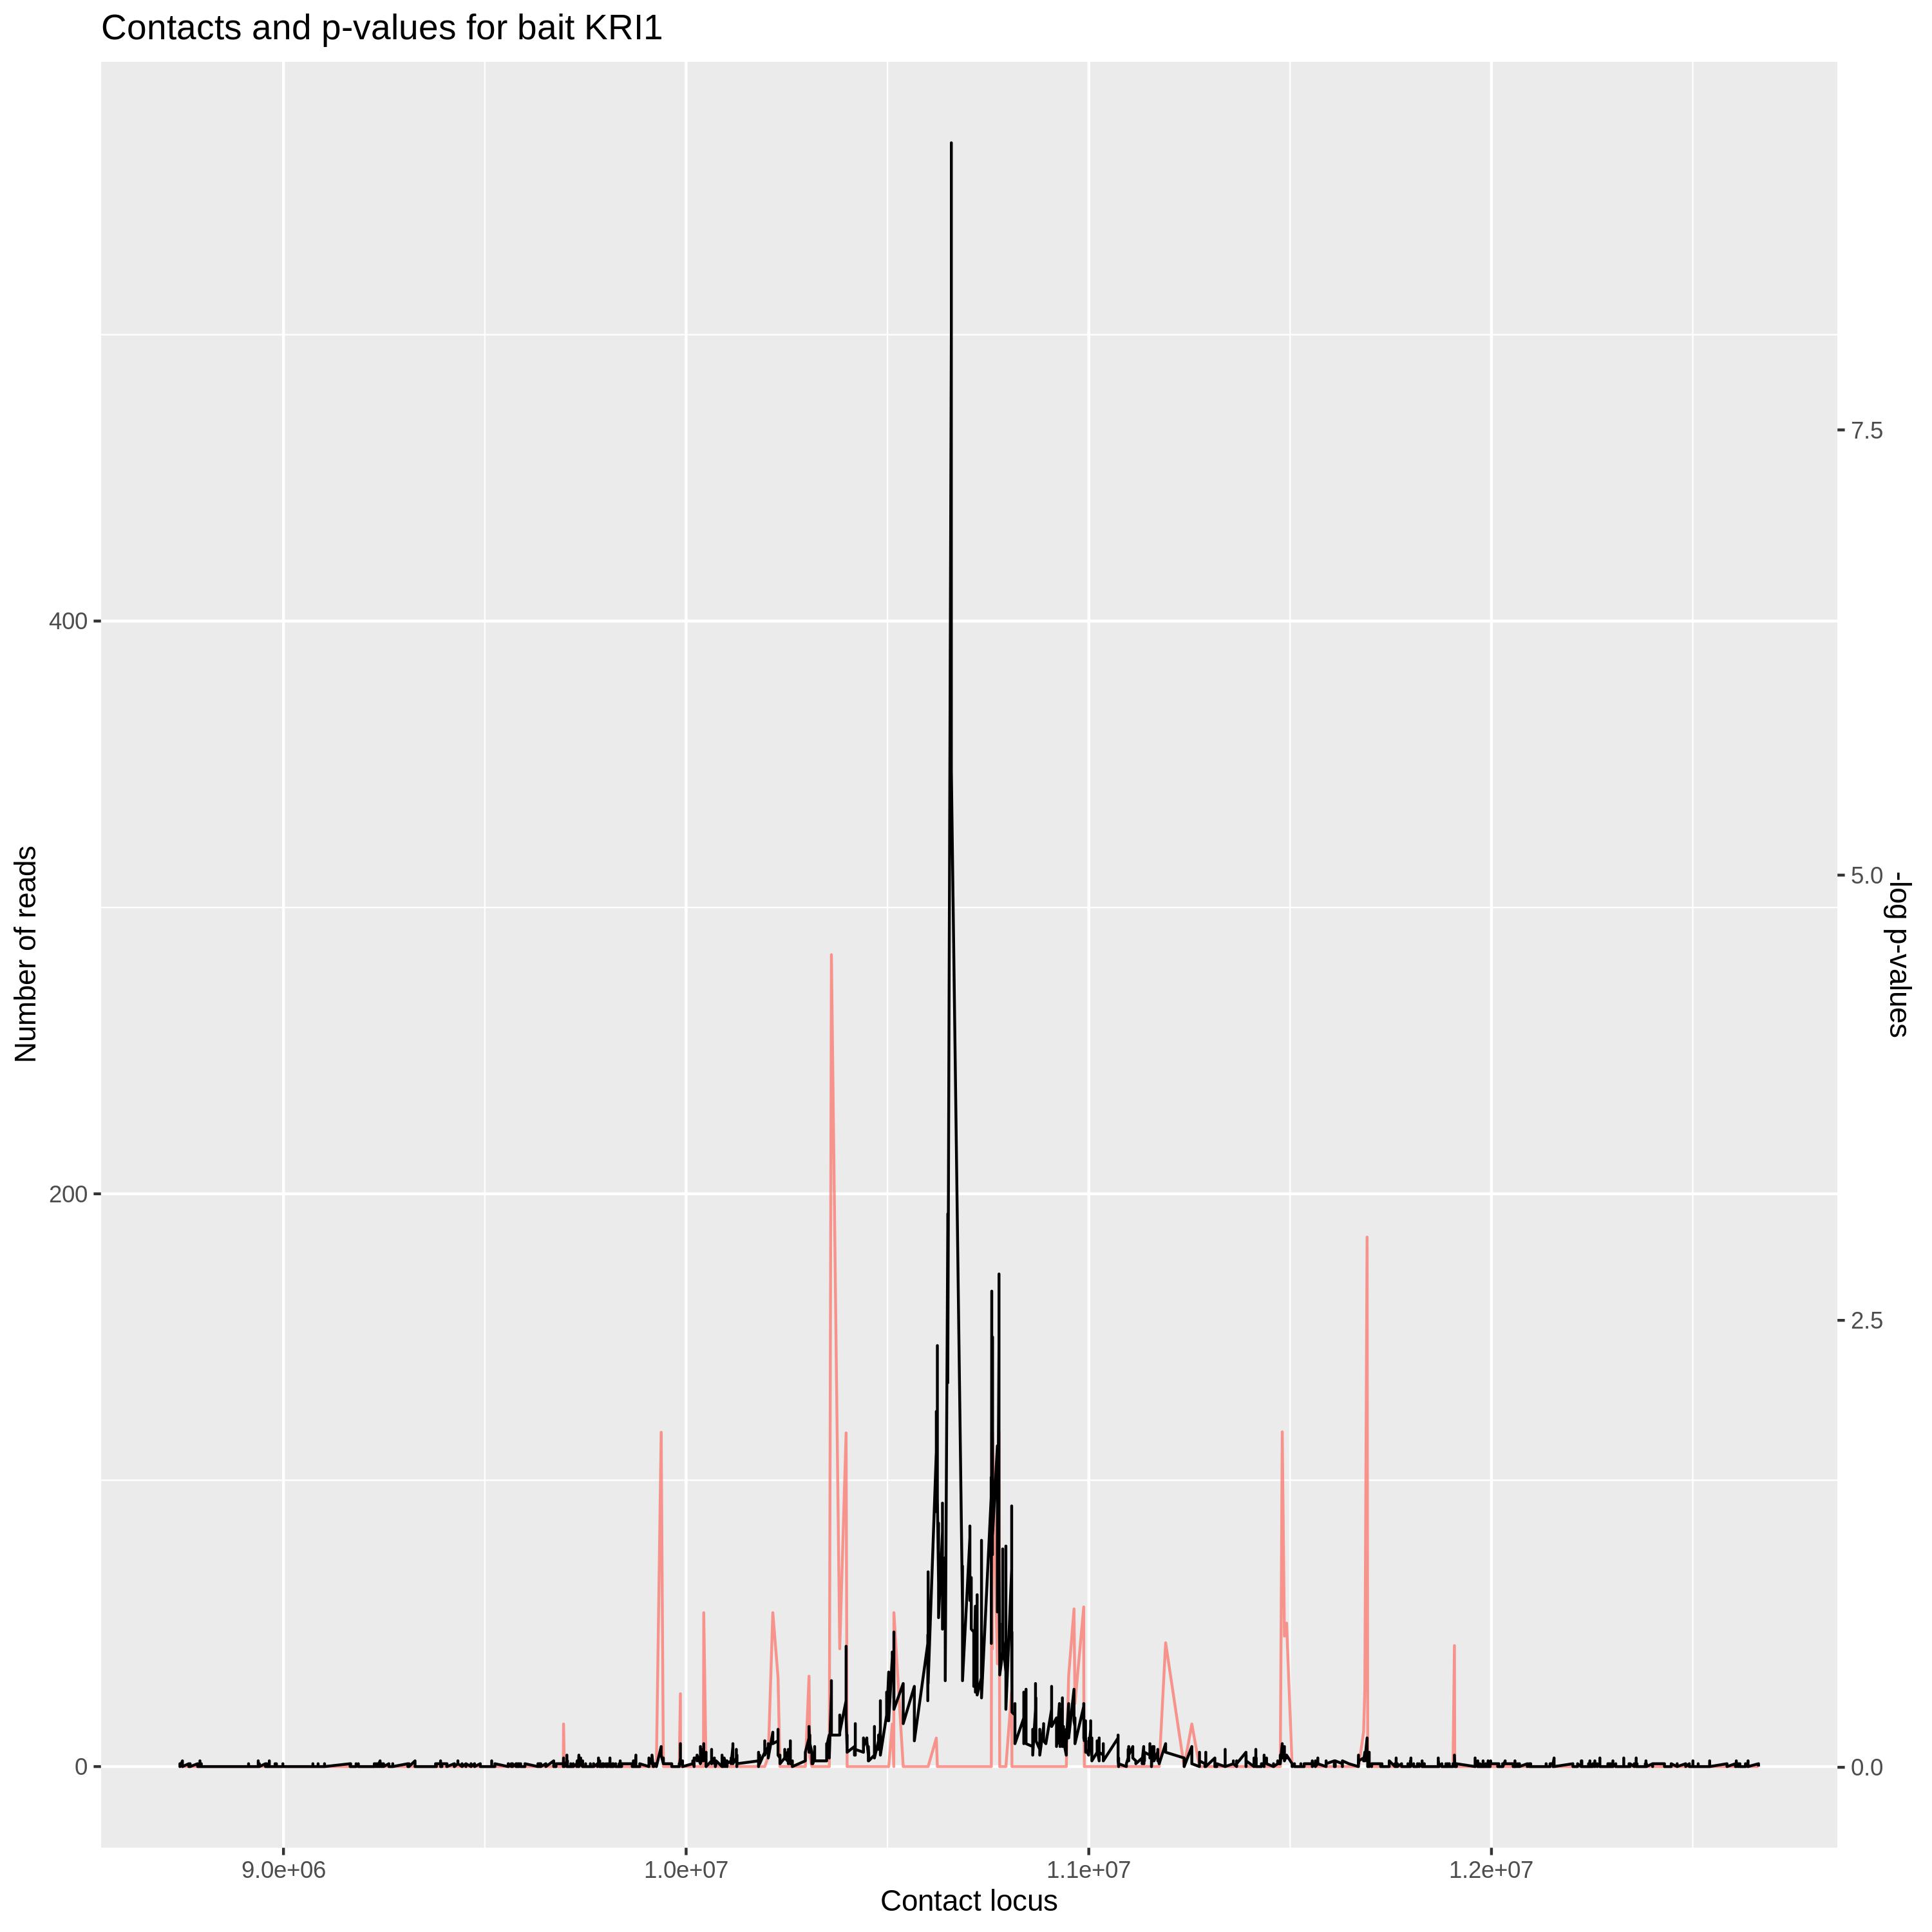 Contacts and p-values for bait KRI1
Number of reads
400
200
0
7.5
5.0
2.5
0.0
-log p-values
9.0e+06
1.0e+07
1.1e+07
1.2e+07
Contact locus